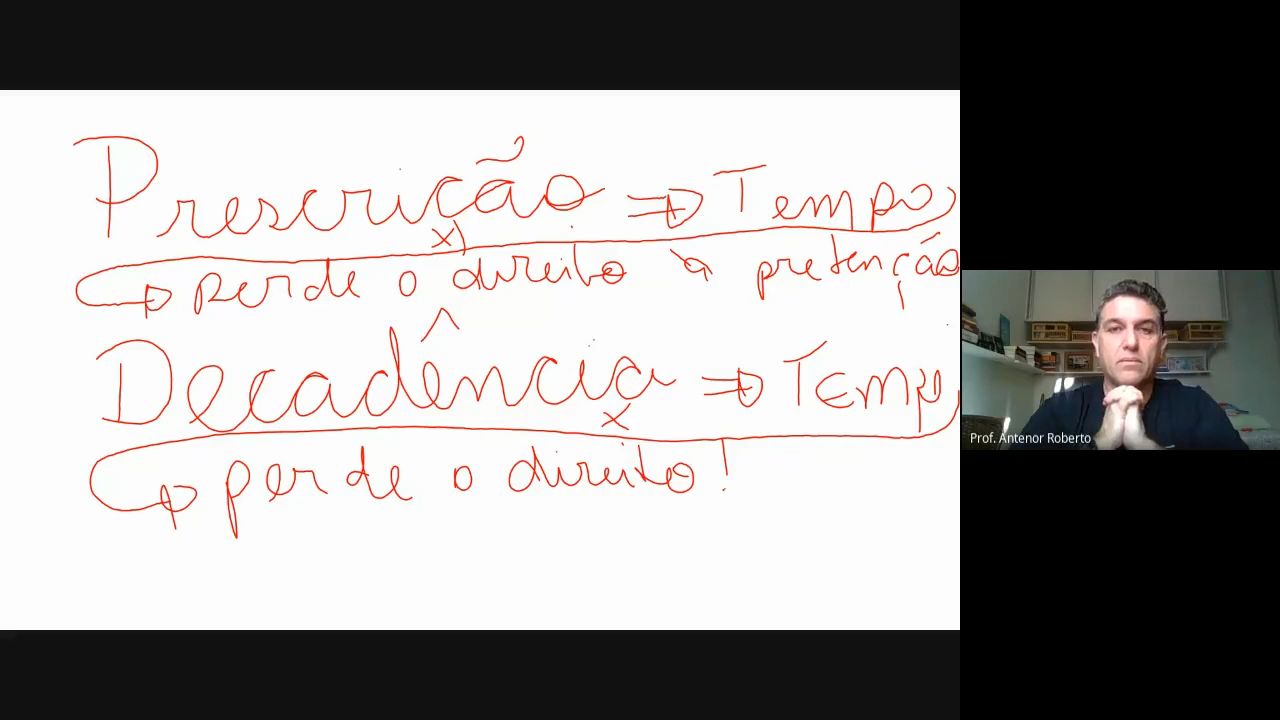 Prescrição ⇒ Tempo
↳ perde o direito à pretenção
Decadência ⇒ Tempo
↳ perde o direito!
Prof. Antenor Roberto